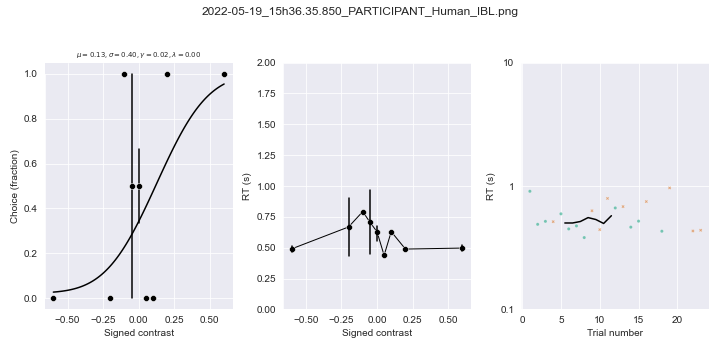 2022-05-19_15h36.35.850_PARTICIPANT_Human_IBL.png
μ = 0.13, σ = 0.40, γ = 0.02, λ = 0.00
Choice (fraction)
1.0
0.8
0.6
0.4
0.2
0.0
−0.50 −0.25 0.00 0.25 0.50
Signed contrast
RT (s)
2.00
1.75
1.50
1.25
1.00
0.75
0.50
0.25
0.00
−0.50 −0.25 0.00 0.25 0.50
Signed contrast
RT (s)
10
1
0.1
0 5 10 15 20
Trial number